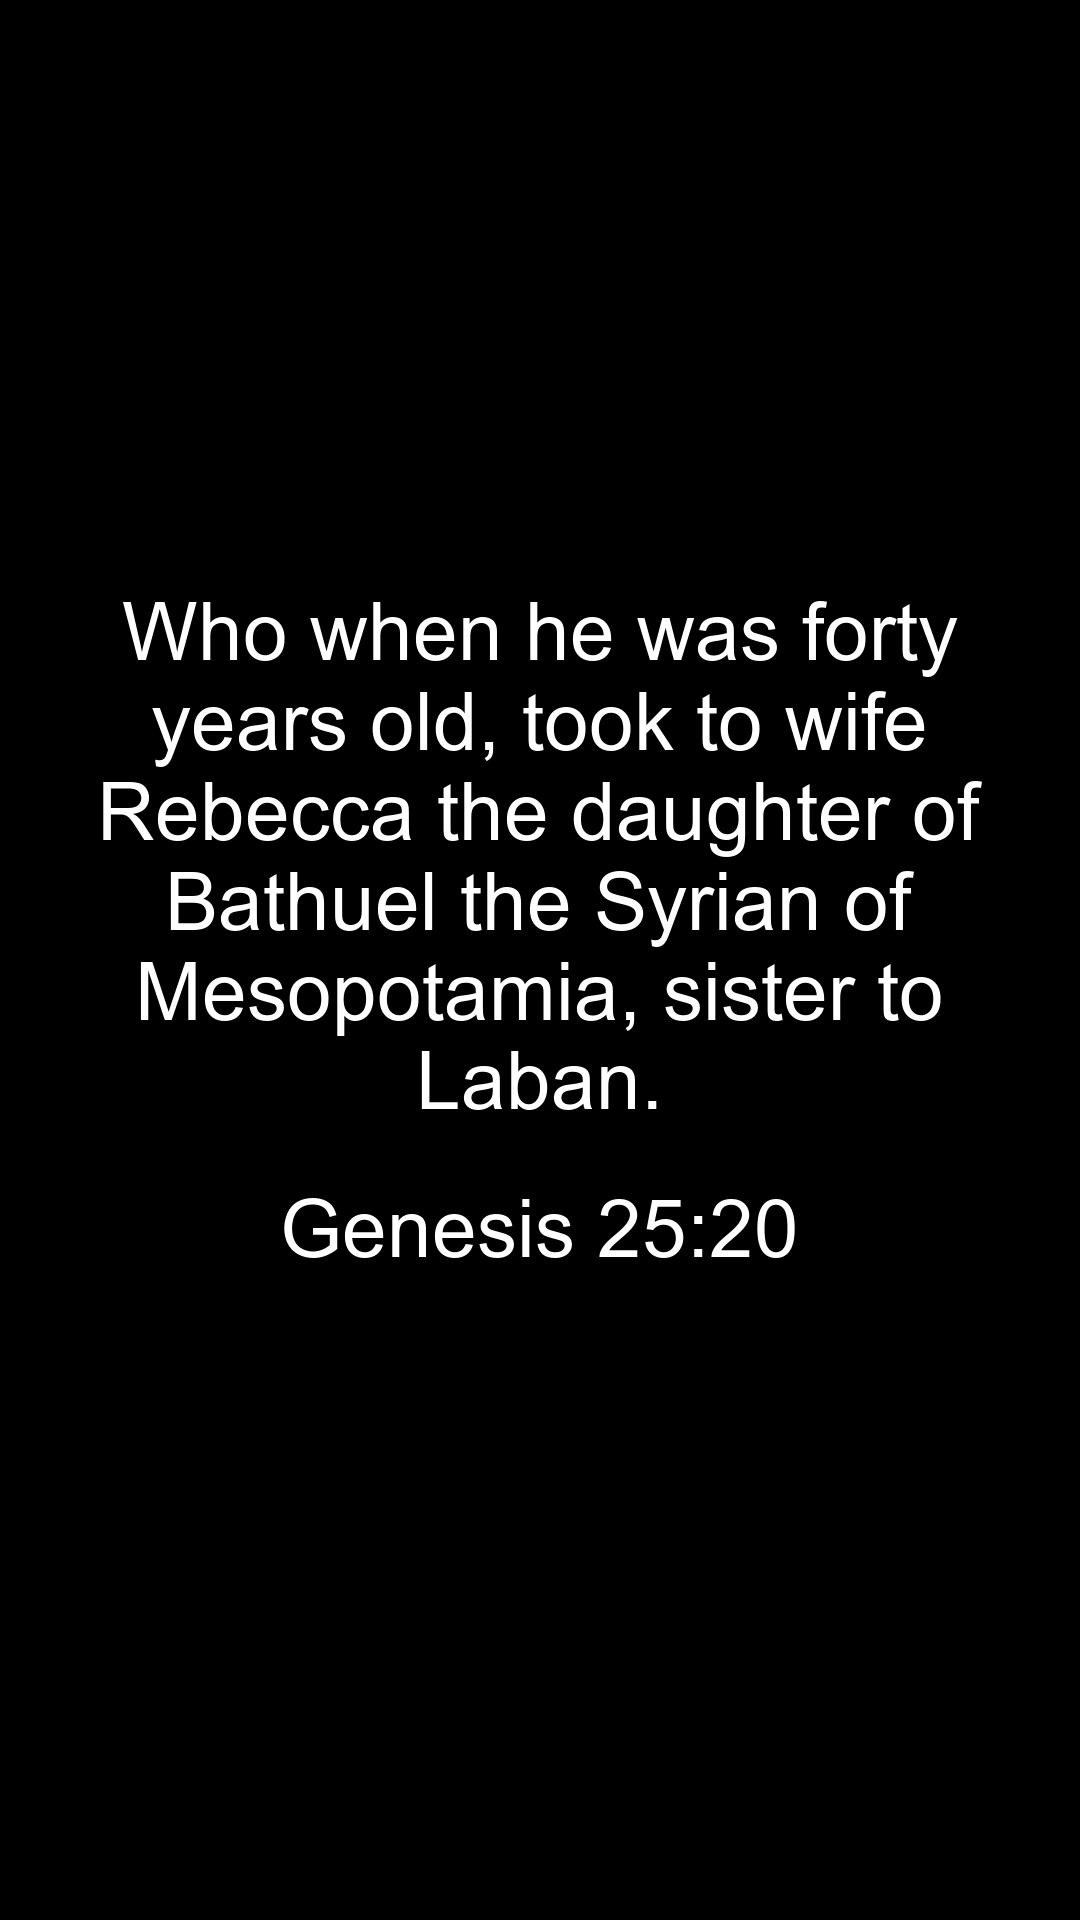 Who when he was forty
years old, took to wife
Rebecca the daughter of
Bathuel the Syrian of
Mesopotamia, sister to
Laban.
Genesis 25:20